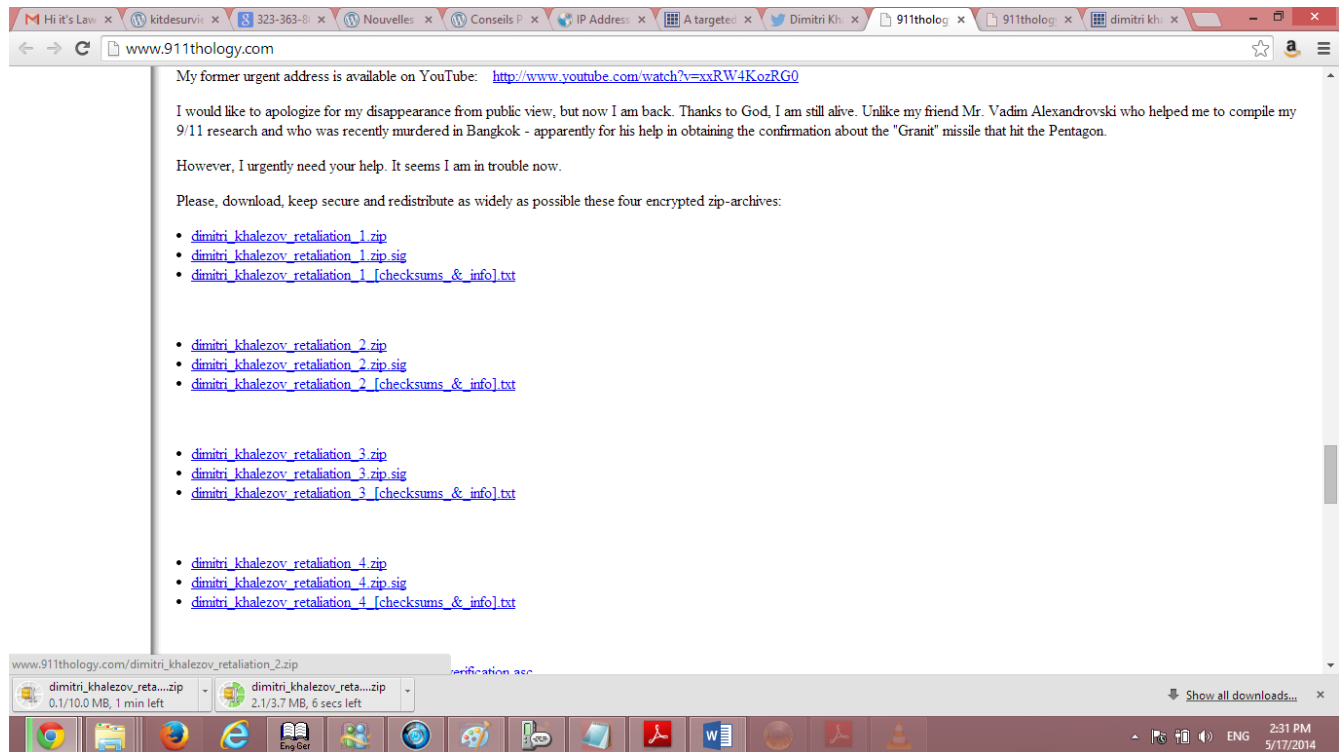 Hi it's Law
kitdesurvie
323-363-8
Nouvelles
Conseils P
IP Address
A targeted
Dimitri Kh
911tholog
911tholog
dimitri kha
www.911thology.com
My former urgent address is available on YouTube: http://www.youtube.com/watch?v=xxRW4KozRG0
I would like to apologize for my disappearance from public view, but now I am back. Thanks to God, I am still alive. Unlike my friend Mr. Vadim Alexandrovski who helped me to compile my
9/11 research and who was recently murdered in Bangkok - apparently for his help in obtaining the confirmation about the "Granit" missile that hit the Pentagon.
However, I urgently need your help. It seems I am in trouble now.
Please, download, keep secure and redistribute as widely as possible these four encrypted zip-archives:
• dimitri_khalezov_retaliation_1.zip
• dimitri_khalezov_retaliation_1.zip.sig
• dimitri_khalezov_retaliation_1_[checksums_&_info].txt
• dimitri_khalezov_retaliation_2.zip
• dimitri_khalezov_retaliation_2.zip.sig
• dimitri_khalezov_retaliation_2_[checksums_&_info].txt
• dimitri_khalezov_retaliation_3.zip
• dimitri_khalezov_retaliation_3.zip.sig
• dimitri_khalezov_retaliation_3_[checksums_&_info].txt
• dimitri_khalezov_retaliation_4.zip
• dimitri_khalezov_retaliation_4.zip.sig
• dimitri_khalezov_retaliation_4_[checksums_&_info].txt
verification.asc
www.911thology.com/dimitri_khalezov_retaliation_2.zip
dimitri_khalezov_reta....zip
0.1/10.0 MB, 1 min left
dimitri_khalezov_reta....zip
2.1/3.7 MB, 6 secs left
Show all downloads...
Eng Ger
ENG
2:31 PM
5/17/2014